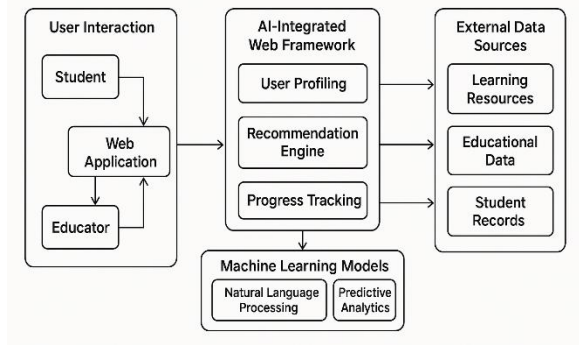 User Interaction
Student
Web
Application
Educator
AI-Integrated
Web Framework
User Profiling
Recommendation
Engine
Progress Tracking
External Data
Sources
Learning
Resources
Educational
Data
Student
Records
Machine Learning Models
Natural Language
Processing
Predictive
Analytics